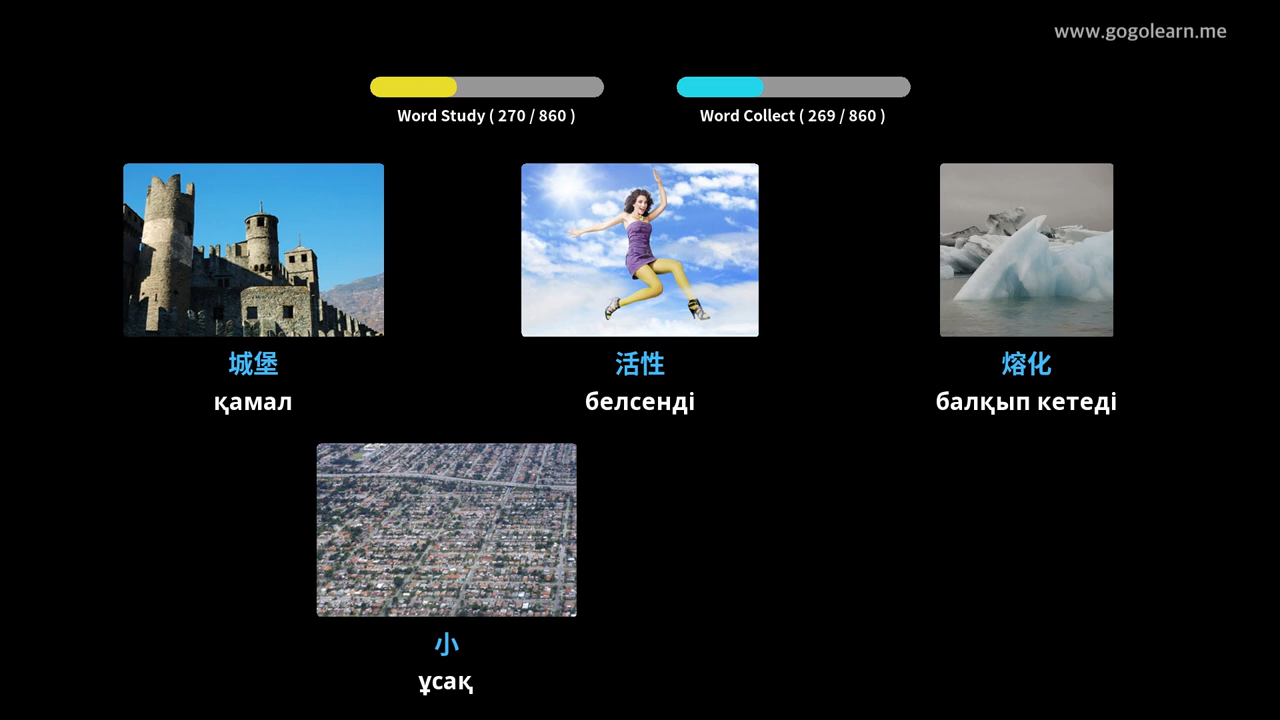 www.gogolearn.me
Word Study ( 270 / 860 )
Word Collect ( 269 / 860 )
城堡
қамал
活性
белсенді
熔化
балқып кетеді
小
ұсақ